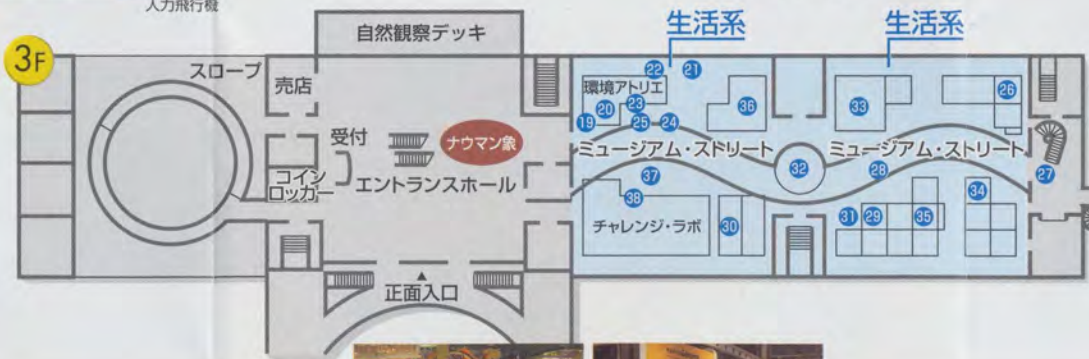 人力飛行機
3F
自然観察デッキ
生活系
生活系
スロープ
売店
22
21
環境アトリエ
20
23
36
33
26
19
25
24
受付
ナウマン象
ミュージアム・ストリート
ミュージアム・ストリート
コイン
ロッカー
エントランスホール
37
32
28
27
38
34
チャレンジ・ラボ
30
31
29
35
正面入口